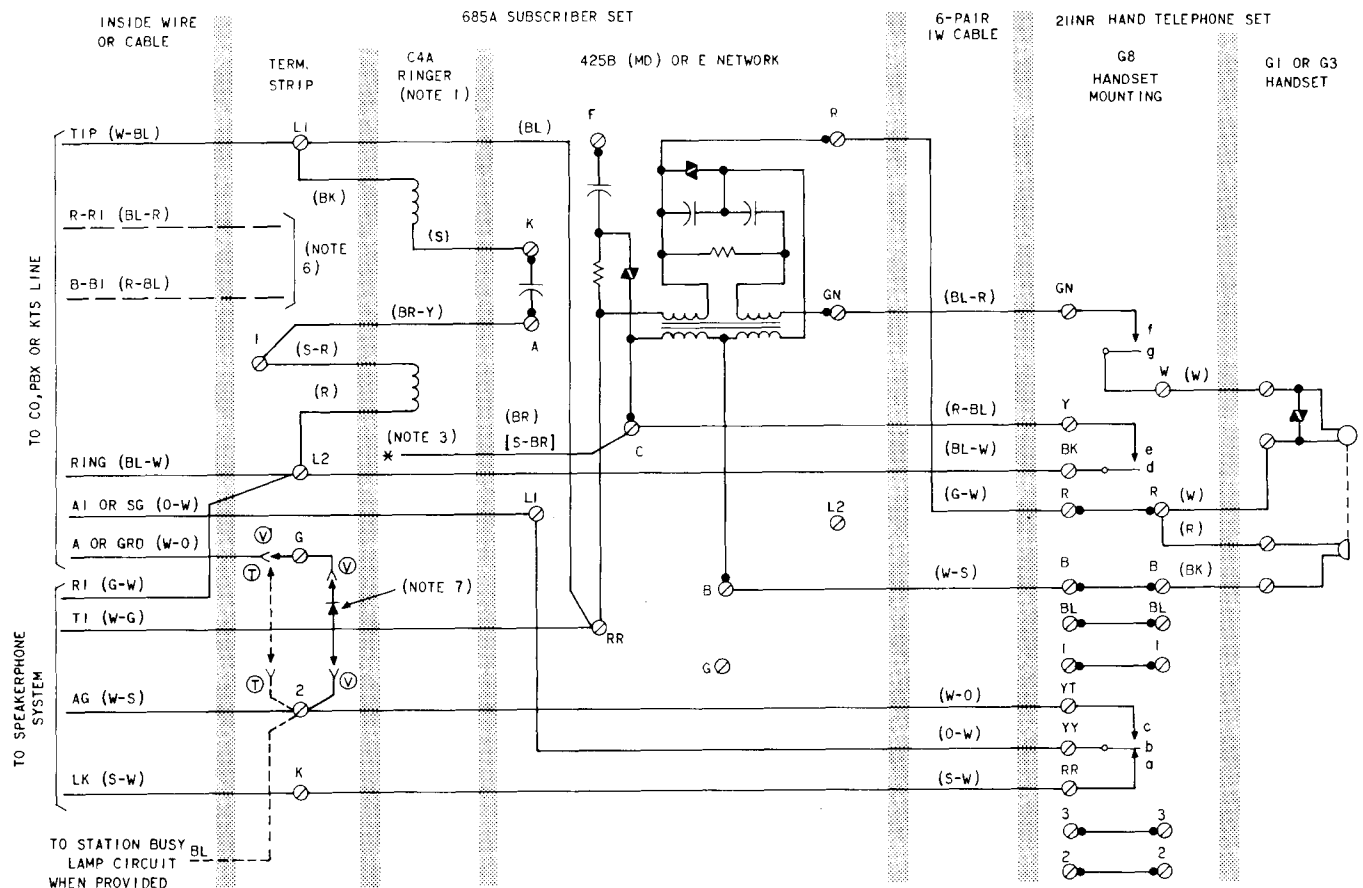 INSIDE WIRE
OR CABLE
685A SUBSCRIBER SET
6-PAIR
IW CABLE
211NR HAND TELEPHONE SET
TERM.
STRIP
C4A
RINGER
(NOTE 1)
425B (MD) OR E NETWORK
G8
HANDSET
MOUNTING
G1 OR G3
HANDSET
TO CO, PBX OR KTS LINE
TIP (W-BL)
L1
(BL)
F
R
(BK)
R-R1 (BL-R)
(S)
K
(NOTE
6)
B-B1 (R-BL)
(BR-Y)
A
GN
(BL-R)
GN
f
g
1
(S-R)
W
(W)
(R)
(BR)
(R-BL)
Y
(NOTE 3)
[S-BR]
*
C
(BL-W)
BK
e
d
RING (BL-W)
L2
(G-W)
R
R
(W)
A1 OR SG (O-W)
L1
L2
(R)
A OR GRD (W-O)
V
G
V
T
(W-S)
B
B
(BK)
R1 (G-W)
(NOTE 7)
B
BL
BL
T1 (W-G)
RR
1
1
G
TO SPEAKERPHONE
SYSTEM
T
2
V
AG (W-S)
(W-O)
YT
c
(O-W)
YY
b
a
LK (S-W)
K
(S-W)
RR
3
3
TO STATION BUSY
LAMP CIRCUIT
WHEN PROVIDED
BL
2
2